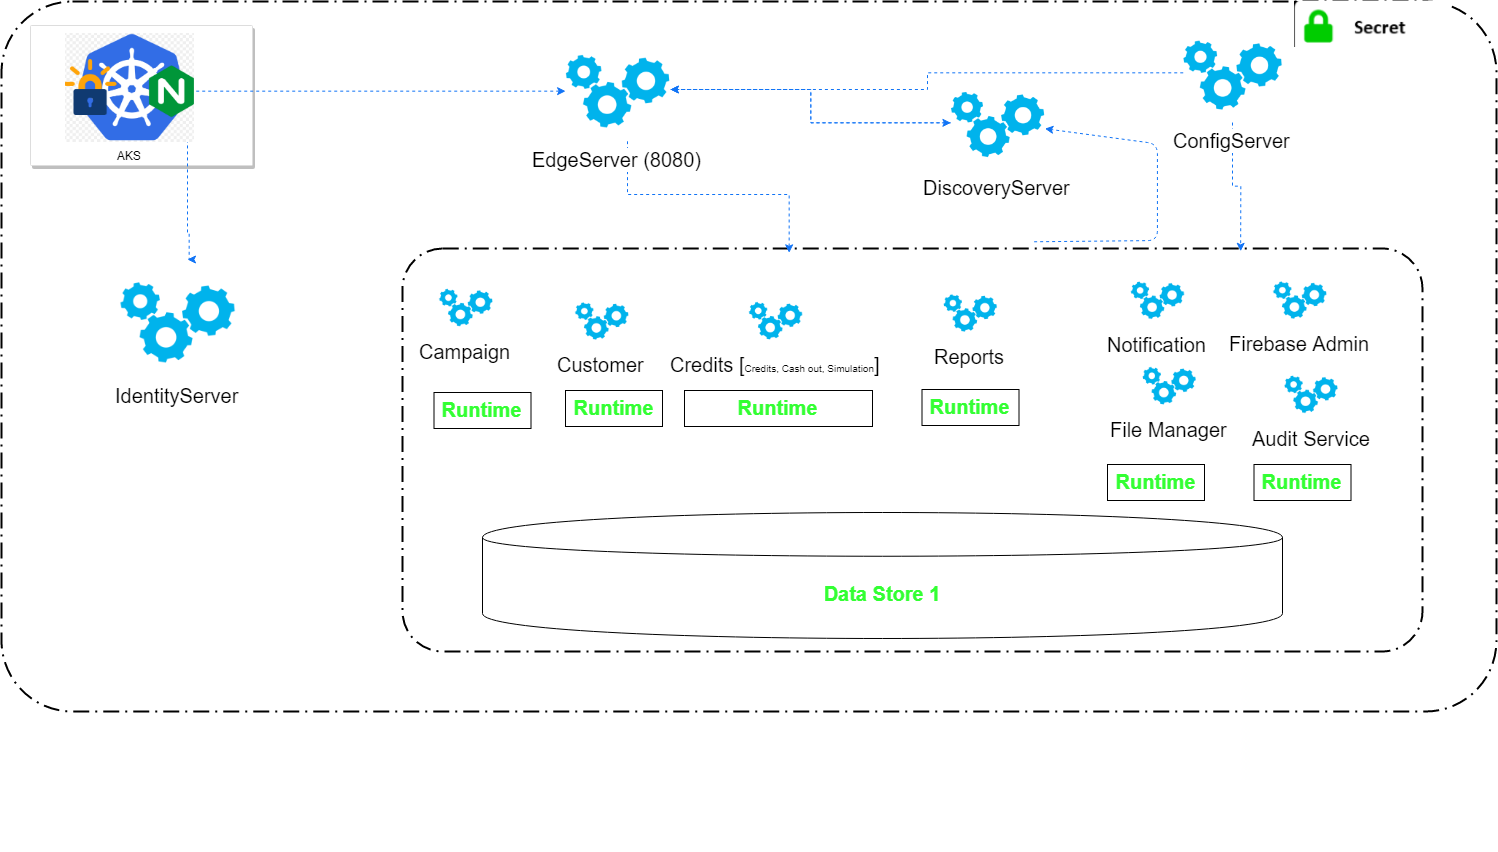 Secret
AKS
EdgeServer (8080)
ConfigServer
DiscoveryServer
IdentityServer
Campaign
Customer
Credits [Credits, Cash out, Simulation]
Reports
Notification
Firebase Admin
File Manager
Audit Service
Runtime
Runtime
Runtime
Runtime
Runtime
Runtime
Data Store 1